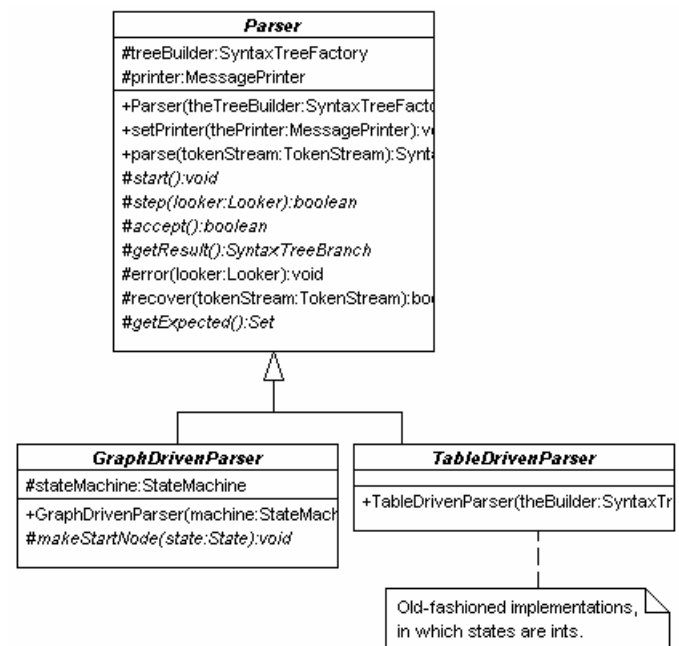 Parser
#treeBuilder:SyntaxTreeFactory
#printer:MessagePrinter
+Parser(theTreeBuilder:SyntaxTreeFacto
+setPrinter(thePrinter:MessagePrinter):v
+parse(tokenStream:TokenStream):Synta
#start():void
#step(looker:Looker):boolean
#accept():boolean
#getResult():SyntaxTreeBranch
#error(looker:Looker):void
#recover(tokenStream:TokenStream):boo
#getExpected():Set
GraphDrivenParser
#stateMachine:StateMachine
+GraphDrivenParser(machine:StateMach
#makeStartNode(state:State):void
TableDrivenParser
+TableDrivenParser(theBuilder:SyntaxTr
Old-fashioned implementations,
in which states are ints.